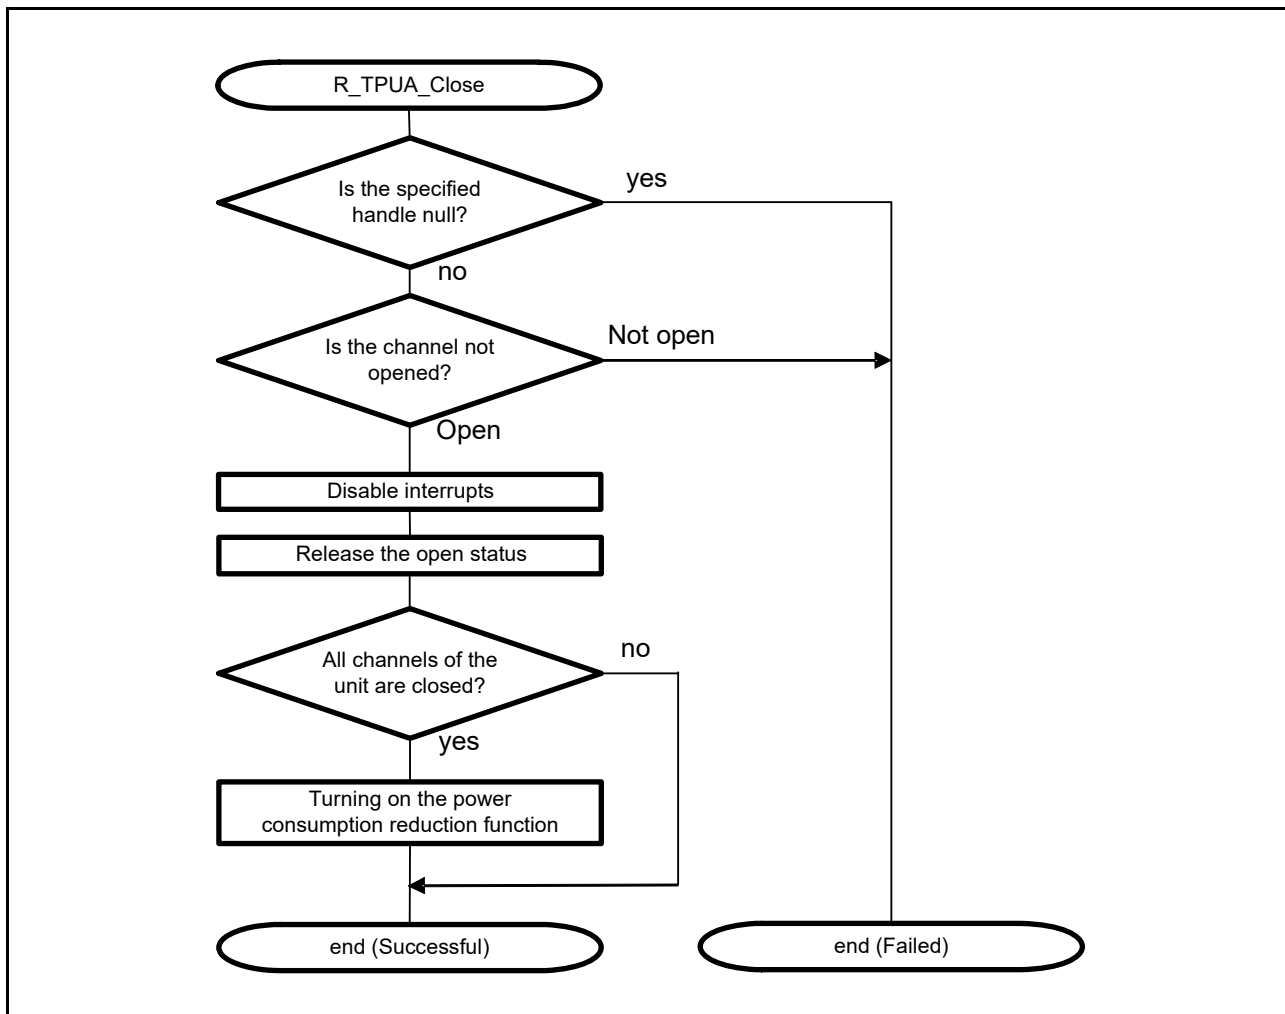 R_TPUA_Close
Is the specified
handle null?
yes
no
Is the channel not
opened?
Not open
Open
Disable interrupts
Release the open status
All channels of the
unit are closed?
no
yes
Turning on the power
consumption reduction function
end (Successful)
end (Failed)